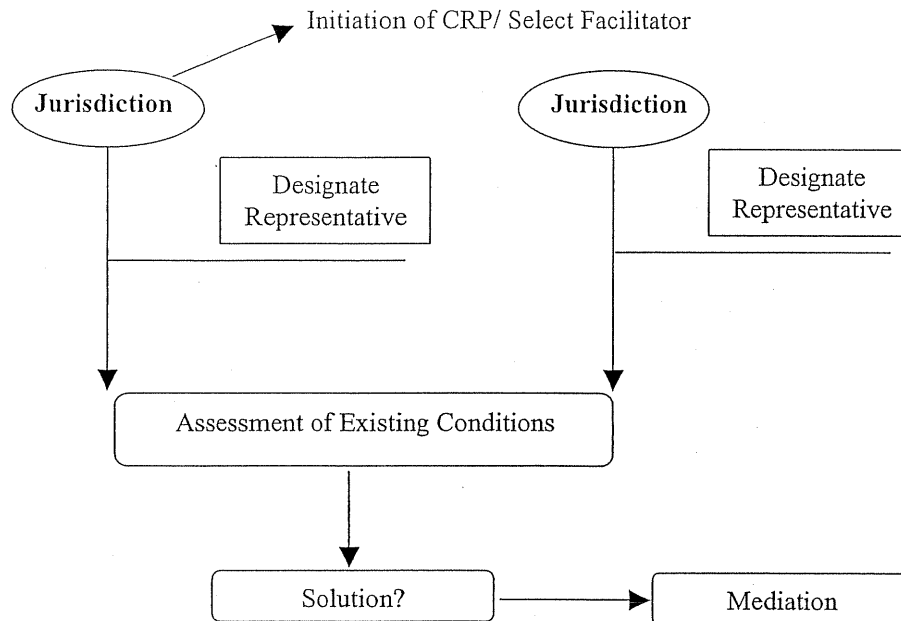 Initiation of CRP/ Select Facilitator
Jurisdiction
Jurisdiction
Designate
Representative
Designate
Representative
Assessment of Existing Conditions
Solution?
Mediation